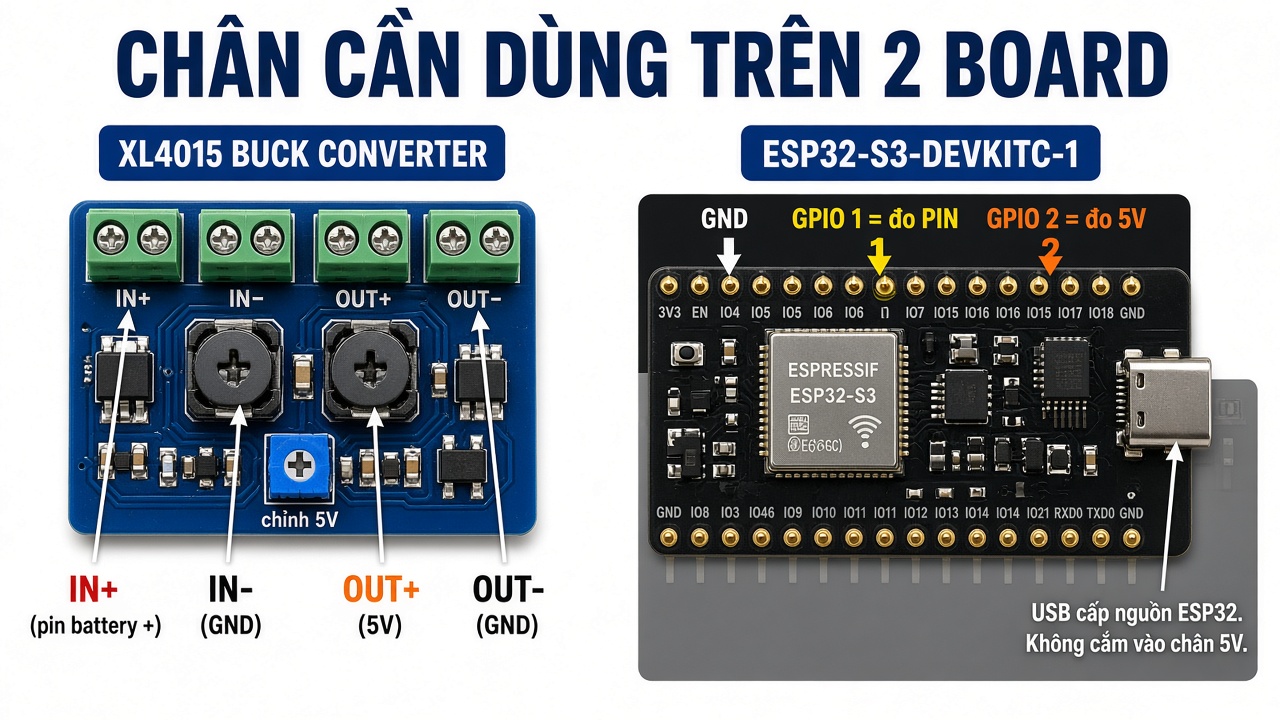 CHÂN CẦN DÙNG TRÊN 2 BOARD
XL4015 BUCK CONVERTER
IN+ IN- OUT+ OUT-
chỉnh 5V
IN+ IN- OUT+ OUT-
(pin battery +) (GND) (5V) (GND)
ESP32-S3-DEVKITC-1
GND GPIO 1 = đo PIN GPIO 2 = đo 5V
1 2
3V3 EN IO4 IO5 IO5 IO6 IO6 IO7 IO15 IO16 IO16 IO15 IO17 IO18 GND
ESPRESSIF
ESP32-S3
GND IO8 IO3 IO46 IO9 IO10 IO11 IO11 IO12 IO13 IO14 IO14 IO21 RXD0 TXD0 GND
USB cấp nguồn ESP32.
Không cắm vào chân 5V.